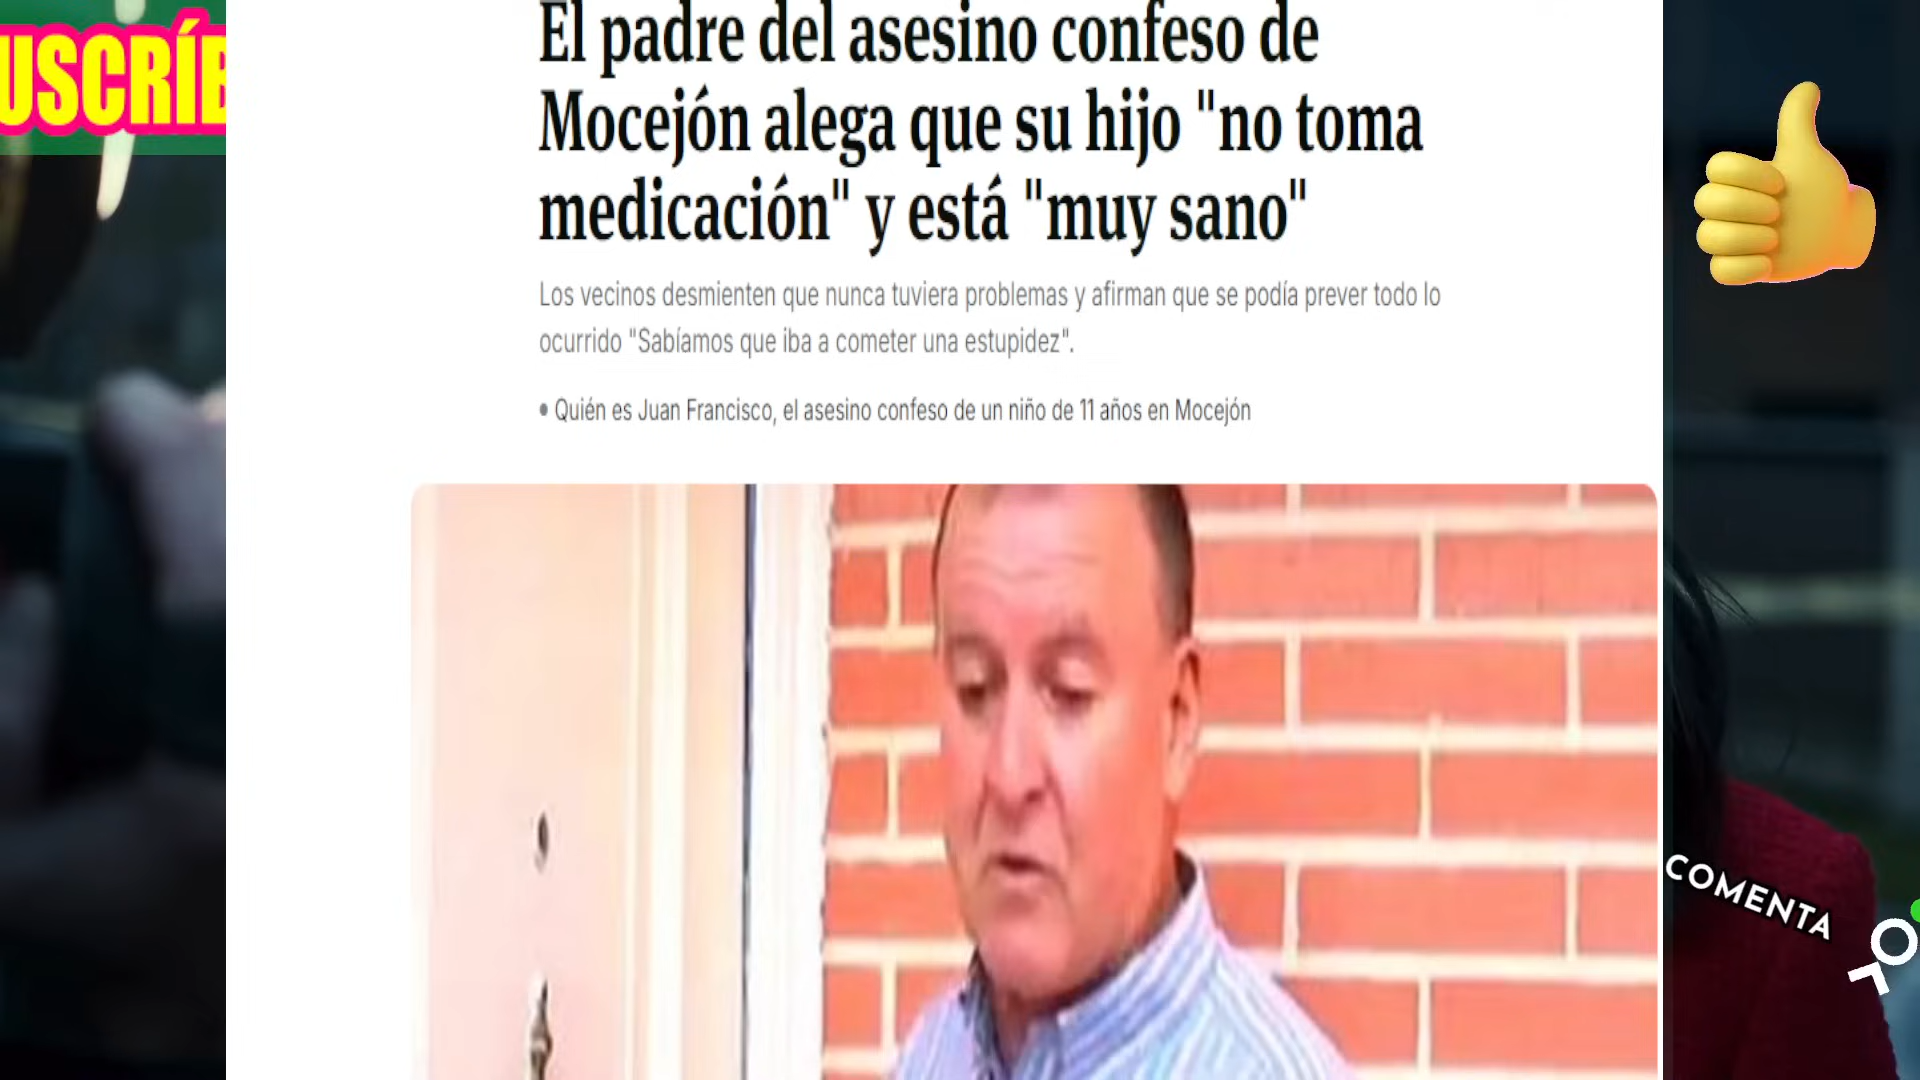 USCRÍB
El padre del asesino confeso de
Mocejón alega que su hijo "no toma
medicación" y está "muy sano"
Los vecinos desmienten que nunca tuviera problemas y afirman que se podía prever todo lo
ocurrido "Sabíamos que iba a cometer una estupidez".
• Quién es Juan Francisco, el asesino confeso de un niño de 11 años en Mocejón
COMENTA